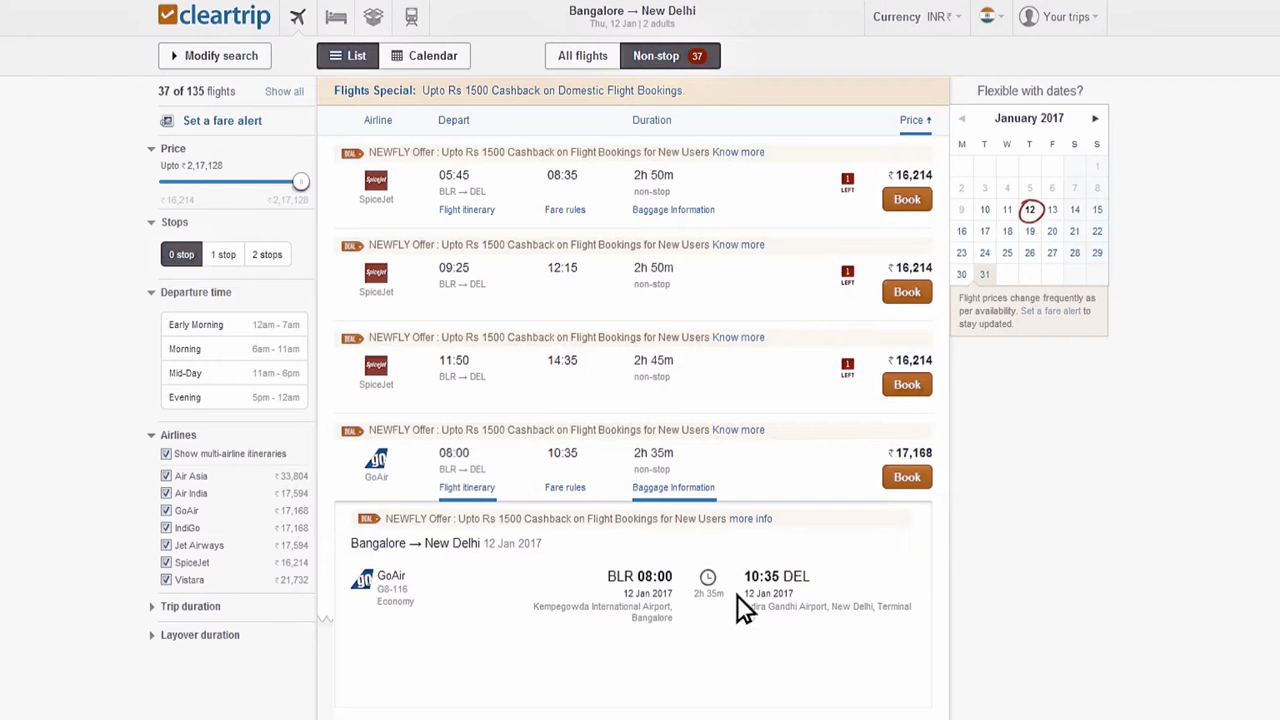 cleartrip
Bangalore → New Delhi
Thu, 12 Jan | 2 adults
Currency INR₹
Your trips
Modify search
List
Calendar
All flights
Non-stop 37
37 of 135 flights Show all
Set a fare alert
Price
Upto ₹ 2,17,128
₹ 16,214 ₹ 2,17,128
Stops
0 stop 1 stop 2 stops
Departure time
Early Morning 12am - 7am
Morning 6am - 11am
Mid-Day 11am - 6pm
Evening 5pm - 12am
Airlines
Show multi-airline itineraries
Air Asia ₹ 33,804
Air India ₹ 17,594
GoAir ₹ 17,168
IndiGo ₹ 17,168
Jet Airways ₹ 17,594
SpiceJet ₹ 16,214
Vistara ₹ 21,732
Trip duration
Layover duration
Flights Special: Upto Rs 1500 Cashback on Domestic Flight Bookings.
Airline Depart Duration Price
DEAL NEWFLY Offer : Upto Rs 1500 Cashback on Flight Bookings for New Users Know more
SpiceJet 05:45 08:35 2h 50m 1 ₹ 16,214
SpiceJet BLR → DEL non-stop LEFT Book
Flight itinerary Fare rules Baggage Information
DEAL NEWFLY Offer : Upto Rs 1500 Cashback on Flight Bookings for New Users Know more
SpiceJet 09:25 12:15 2h 50m 1 ₹ 16,214
SpiceJet BLR → DEL non-stop LEFT Book
DEAL NEWFLY Offer : Upto Rs 1500 Cashback on Flight Bookings for New Users Know more
SpiceJet 11:50 14:35 2h 45m 1 ₹ 16,214
SpiceJet BLR → DEL non-stop LEFT Book
DEAL NEWFLY Offer : Upto Rs 1500 Cashback on Flight Bookings for New Users Know more
go 08:00 10:35 2h 35m ₹ 17,168
GoAir BLR → DEL non-stop Book
Flight itinerary Fare rules Baggage Information
DEAL NEWFLY Offer : Upto Rs 1500 Cashback on Flight Bookings for New Users more info
Bangalore → New Delhi 12 Jan 2017
go GoAir BLR 08:00 10:35 DEL
G8-116 12 Jan 2017 2h 35m 12 Jan 2017
Economy Kempegowda International Airport, Gandhi Airport, New Delhi, Terminal
Bangalore
Flexible with dates?
January 2017
M T W T F S S
1
2 3 4 5 6 7 8
9 10 11 12 13 14 15
16 17 18 19 20 21 22
23 24 25 26 27 28 29
30 31
Flight prices change frequently as
per availability. Set a fare alert to
stay updated.